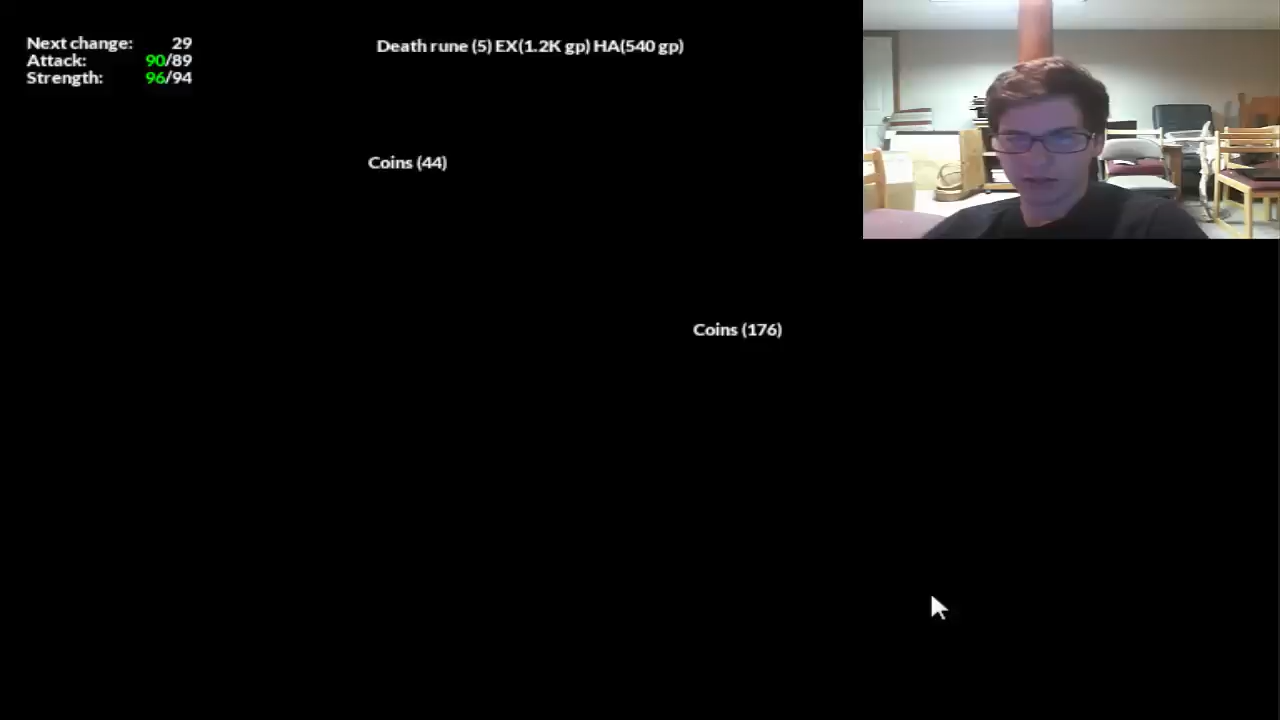 Next change: 29
Attack: 90/89
Strength: 96/94
Death rune (5) EX(1.2K gp) HA(540 gp)
Coins (44)
Coins (176)